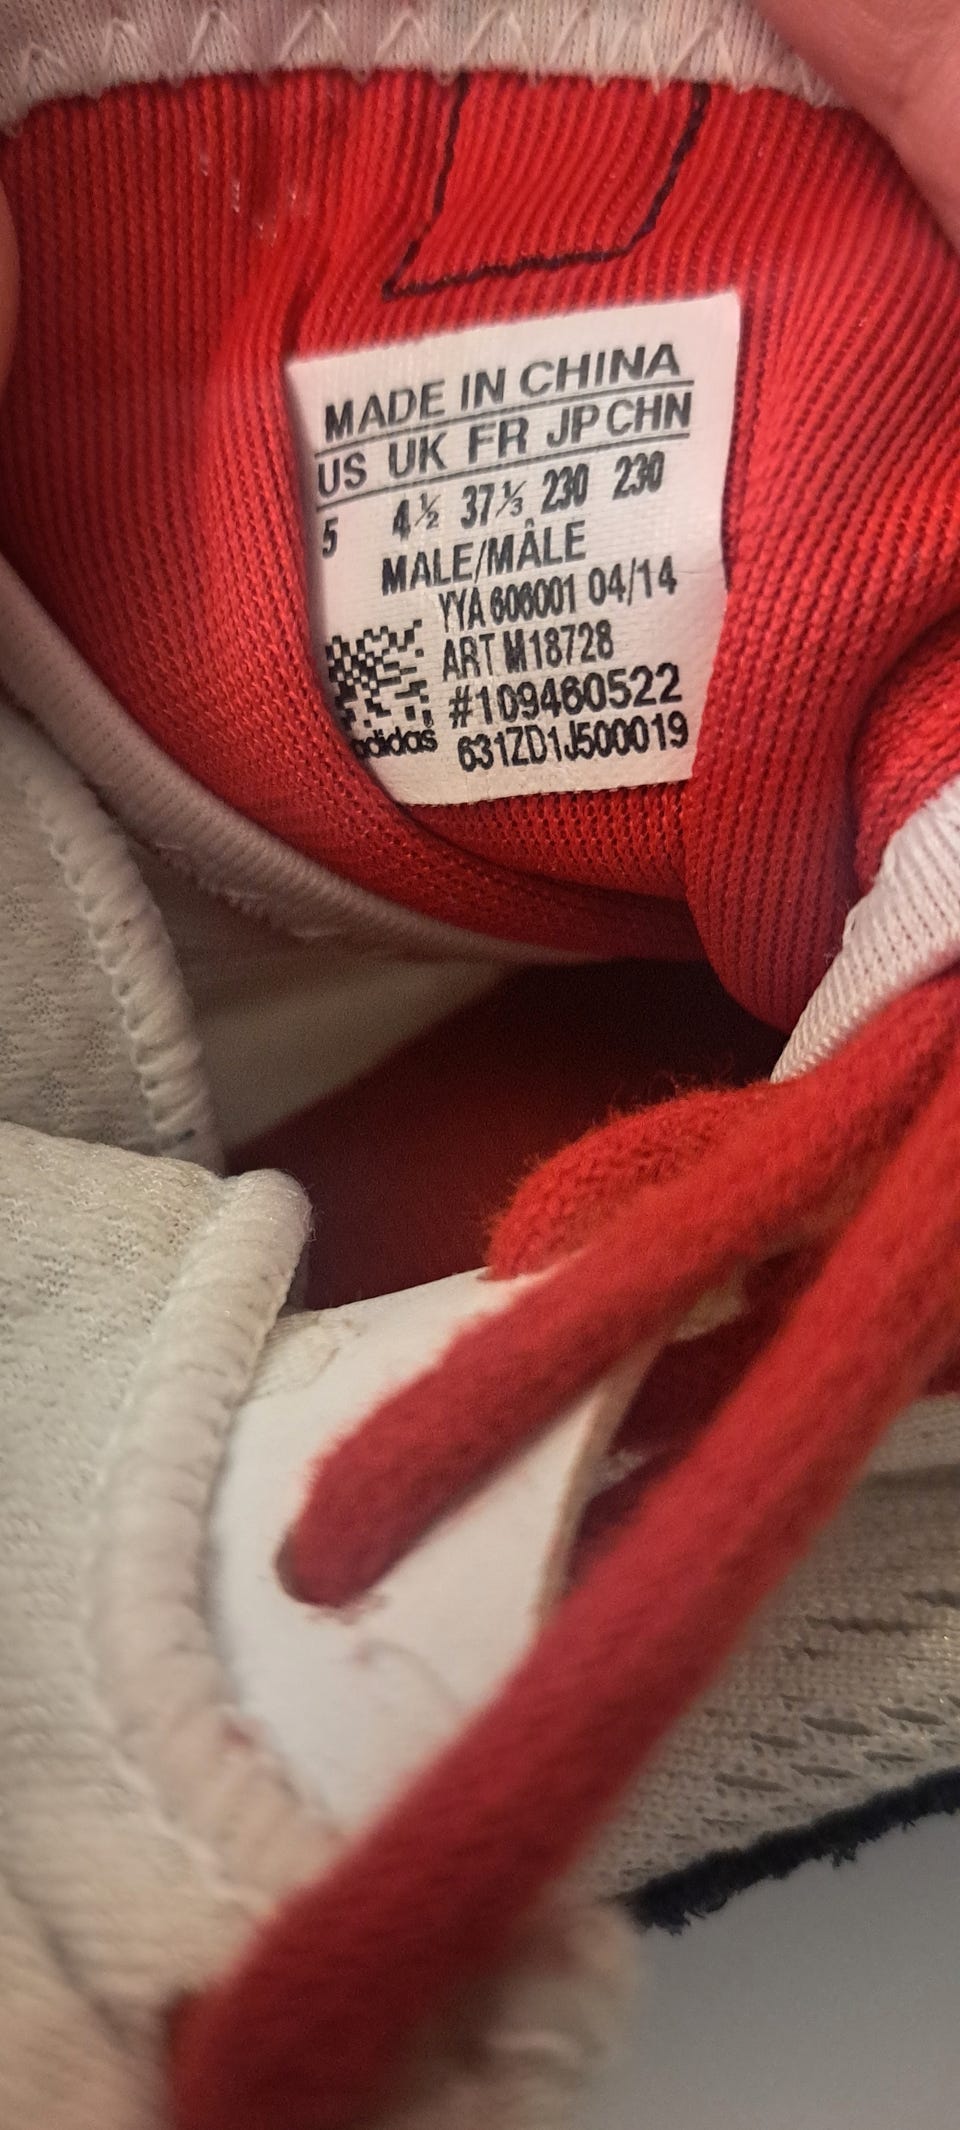 MADE IN CHINA
US UK FR JP CHN
5 4½ 37⅓ 230 230
MALE/MÂLE
YYA 606001 04/14
ART M18728
#109460522
adidas 631ZD1J500019